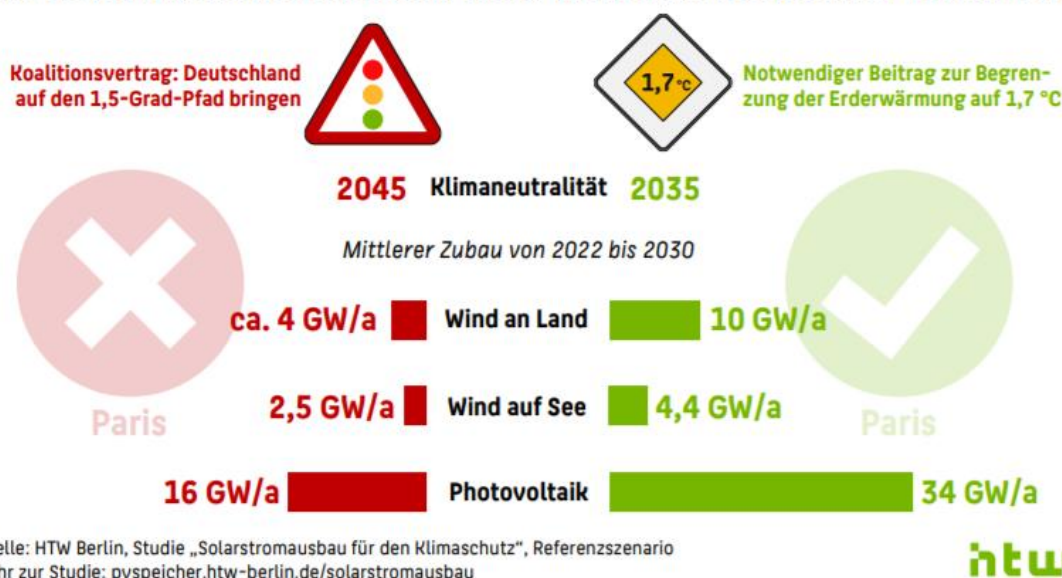 Koalitionsvertrag: Deutschland
auf den 1,5-Grad-Pfad bringen
1,7 °C
Notwendiger Beitrag zur Begren-
zung der Erderwärmung auf 1,7 °C
2045 Klimaneutralität 2035
Mittlerer Zubau von 2022 bis 2030
ca. 4 GW/a Wind an Land 10 GW/a
2,5 GW/a Wind auf See 4,4 GW/a
Paris Paris
16 GW/a Photovoltaik 34 GW/a
elle: HTW Berlin, Studie „Solarstromausbau für den Klimaschutz“, Referenzszenario
hr zur Studie: pvspeicher.htw-berlin.de/solarstromausbau
htw